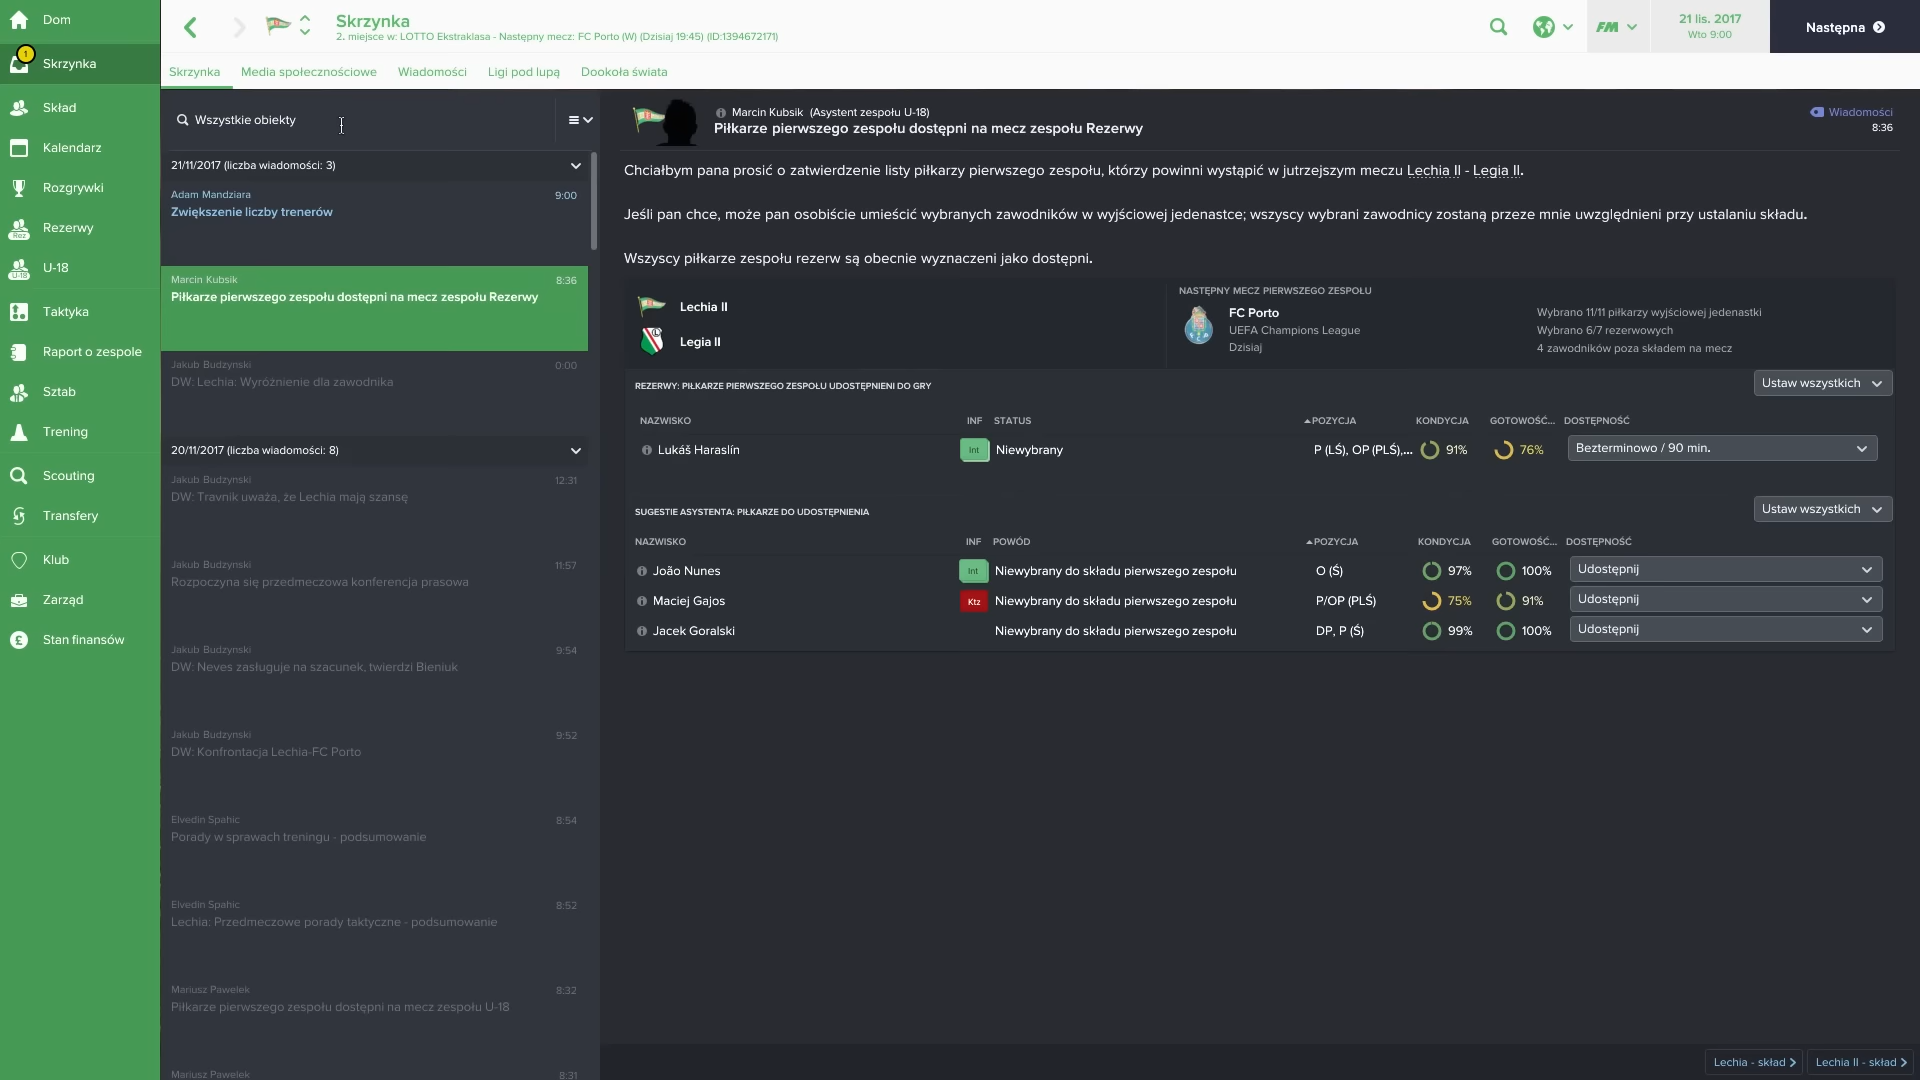 Dom
1
Skrzynka
Skład
Kalendarz
Rozgrywki
Rez
Rezerwy
U-18
U-18
Taktyka
Raport o zespole
Sztab
Trening
Scouting
Transfery
Klub
Zarząd
Stan finansów
Skrzynka
2. miejsce w: LOTTO Ekstraklasa - Następny mecz: FC Porto (W) (Dzisiaj 19:45) (ID:1394672171)
FM
21 lis. 2017
Wto 9:00
Następna
Skrzynka
Media społecznościowe
Wiadomości
Ligi pod lupą
Dookoła świata
Wszystkie obiekty
21/11/2017 (liczba wiadomości: 3)
Adam Mandziara 9:00
Zwiększenie liczby trenerów
Marcin Kubsik 8:36
Piłkarze pierwszego zespołu dostępni na mecz zespołu Rezerwy
Jakub Budzynski 0:00
DW: Lechia: Wyróżnienie dla zawodnika
20/11/2017 (liczba wiadomości: 8)
Jakub Budzynski 12:31
DW: Travnik uważa, że Lechia mają szansę
Jakub Budzynski 11:57
Rozpoczyna się przedmeczowa konferencja prasowa
Jakub Budzynski 9:54
DW: Neves zasługuje na szacunek, twierdzi Bieniuk
Jakub Budzynski 9:52
DW: Konfrontacja Lechia-FC Porto
Elvedin Spahic 8:54
Porady w sprawach treningu - podsumowanie
Elvedin Spahic 8:52
Lechia: Przedmeczowe porady taktyczne - podsumowanie
Mariusz Pawelek 8:32
Piłkarze pierwszego zespołu dostępni na mecz zespołu U-18
Mariusz Pawelek 8:31
Marcin Kubsik (Asystent zespołu U-18)
Piłkarze pierwszego zespołu dostępni na mecz zespołu Rezerwy
Wiadomości
8:36
Chciałbym pana prosić o zatwierdzenie listy piłkarzy pierwszego zespołu, którzy powinni wystąpić w jutrzejszym meczu Lechia II - Legia II.
Jeśli pan chce, może pan osobiście umieścić wybranych zawodników w wyjściowej jedenastce; wszyscy wybrani zawodnicy zostaną przeze mnie uwzględnieni przy ustalaniu składu.
Wszyscy piłkarze zespołu rezerw są obecnie wyznaczeni jako dostępni.
Lechia II
Legia II
NASTĘPNY MECZ PIERWSZEGO ZESPOŁU
FC Porto
UEFA Champions League
Dzisiaj
Wybrano 11/11 piłkarzy wyjściowej jedenastki
Wybrano 6/7 rezerwowych
4 zawodników poza składem na mecz
REZERWY: PIŁKARZE PIERWSZEGO ZESPOŁU UDOSTĘPNIENI DO GRY
Ustaw wszystkich
NAZWISKO INF STATUS POZYCJA KONDYCJA GOTOWOŚĆ... DOSTĘPNOŚĆ
Lukáš Haraslín Int Niewybrany P (LŚ), OP (PLŚ),... 91% 76% Bezterminowo / 90 min.
SUGESTIE ASYSTENTA: PIŁKARZE DO UDOSTĘPNIENIA
Ustaw wszystkich
NAZWISKO INF POWÓD POZYCJA KONDYCJA GOTOWOŚĆ... DOSTĘPNOŚĆ
João Nunes Int Niewybrany do składu pierwszego zespołu O (Ś) 97% 100% Udostępnij
Maciej Gajos Ktz Niewybrany do składu pierwszego zespołu P/OP (PLŚ) 75% 91% Udostępnij
Jacek Goralski Niewybrany do składu pierwszego zespołu DP, P (Ś) 99% 100% Udostępnij
Lechia - skład
Lechia II - skład